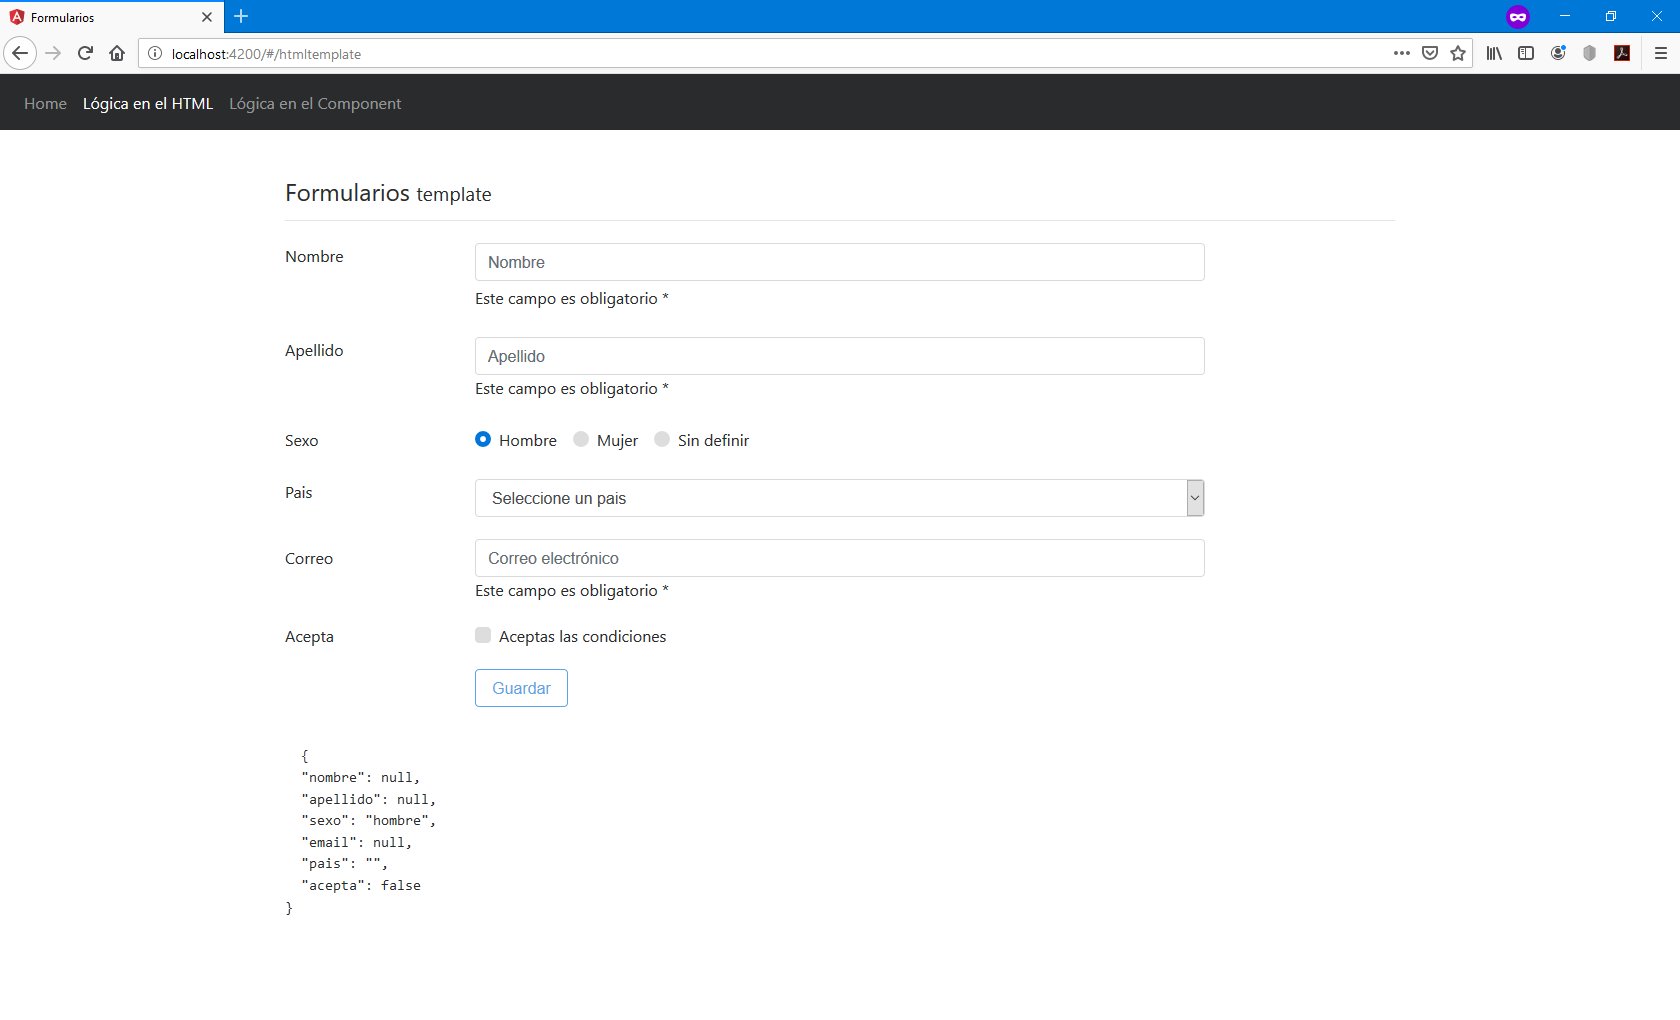 Formularios
localhost:4200/#/htmltemplate
Home Lógica en el HTML Lógica en el Component
Formularios template
Nombre Nombre
Este campo es obligatorio *
Apellido Apellido
Este campo es obligatorio *
Sexo Hombre Mujer Sin definir
Pais Seleccione un pais
Correo Correo electrónico
Este campo es obligatorio *
Acepta Aceptas las condiciones
Guardar
{
"nombre": null,
"apellido": null,
"sexo": "hombre",
"email": null,
"pais": "",
"acepta": false
}